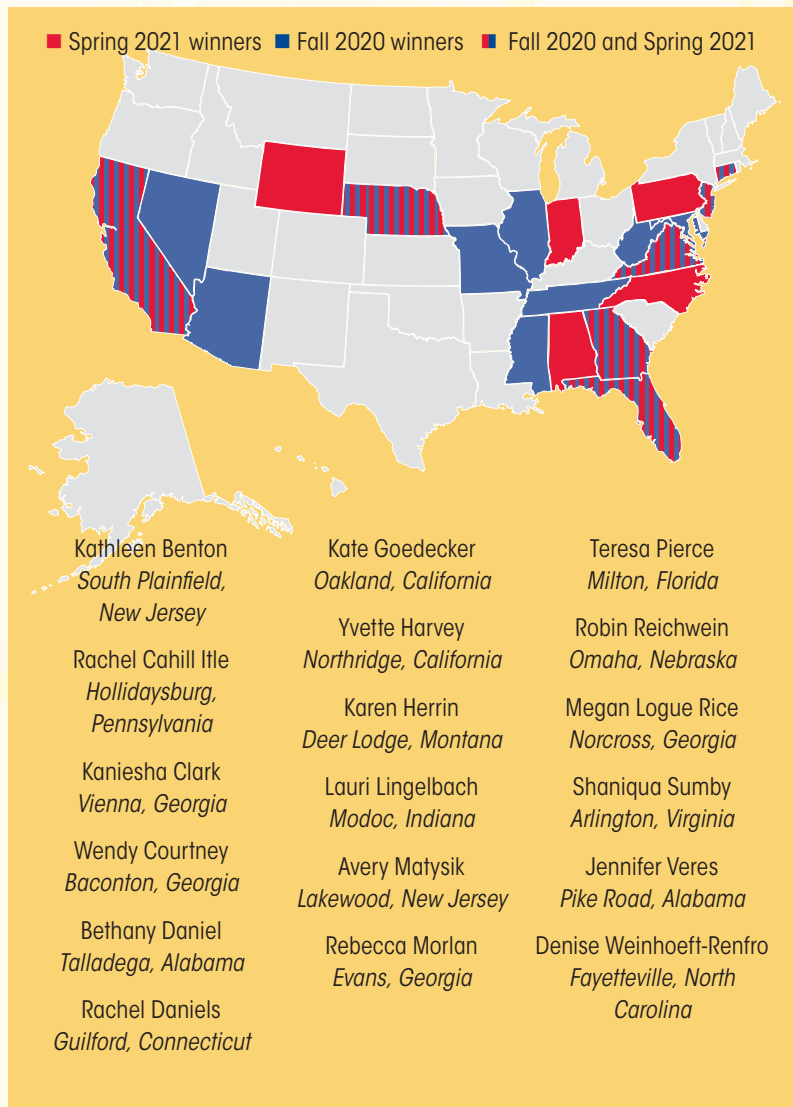 Spring 2021 winners Fall 2020 winners Fall 2020 and Spring 2021
Kathleen Benton
South Plainfield,
New Jersey
Rachel Cahill Itle
Hollidaysburg,
Pennsylvania
Kaniesha Clark
Vienna, Georgia
Wendy Courtney
Baconton, Georgia
Bethany Daniel
Talladega, Alabama
Rachel Daniels
Guilford, Connecticut
Kate Goedecker
Oakland, California
Yvette Harvey
Northridge, California
Karen Herrin
Deer Lodge, Montana
Lauri Lingelbach
Modoc, Indiana
Avery Matysik
Lakewood, New Jersey
Rebecca Morlan
Evans, Georgia
Teresa Pierce
Milton, Florida
Robin Reichwein
Omaha, Nebraska
Megan Logue Rice
Norcross, Georgia
Shaniqua Sumby
Arlington, Virginia
Jennifer Veres
Pike Road, Alabama
Denise Weinhoeft-Renfro
Fayetteville, North
Carolina